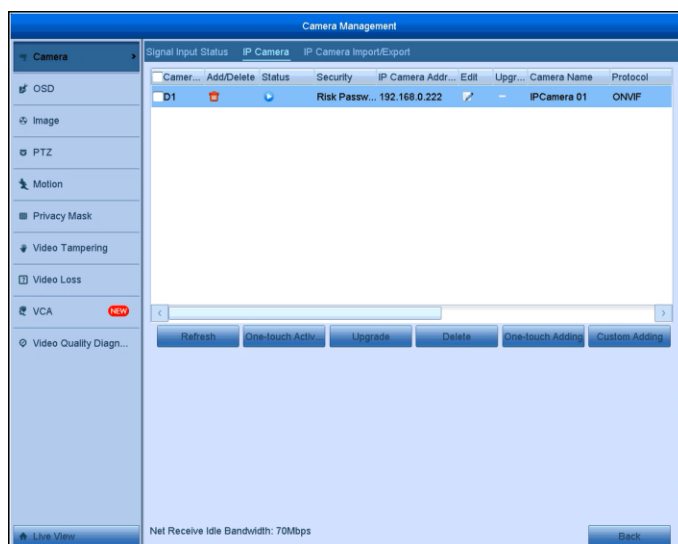 Camera Management
Camera
OSD
Image
PTZ
Motion
Privacy Mask
Video Tampering
Video Loss
VCA NEW
Video Quality Diagn...
Live View
Signal Input Status IP Camera IP Camera Import/Export
Camer... Add/Delete Status Security IP Camera Addr... Edit Upgr... Camera Name Protocol
D1 Risk Passw... 192.168.0.222 IPCamera 01 ONVIF
Refresh One-touch Activ... Upgrade Delete One-touch Adding Custom Adding
Net Receive Idle Bandwidth: 70Mbps
Back